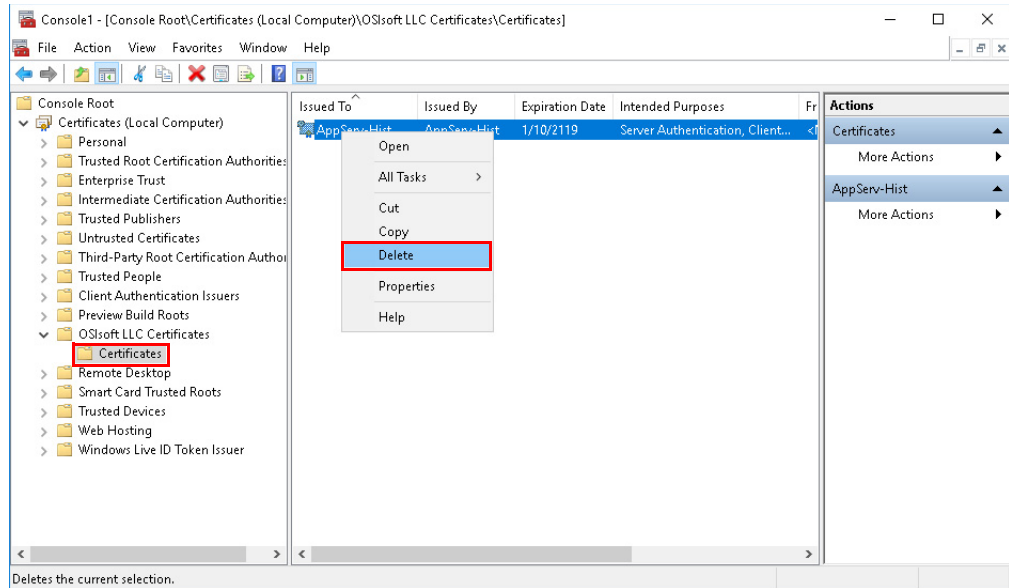 Console1 - [Console Root\Certificates (Local Computer)\OSIsoft LLC Certificates\Certificates]
File Action View Favorites Window Help
Console Root
Certificates (Local Computer)
Personal
Trusted Root Certification Authorities
Enterprise Trust
Intermediate Certification Authorities
Trusted Publishers
Untrusted Certificates
Third-Party Root Certification Author
Trusted People
Client Authentication Issuers
Preview Build Roots
OSIsoft LLC Certificates
Certificates
Remote Desktop
Smart Card Trusted Roots
Trusted Devices
Web Hosting
Windows Live ID Token Issuer
Issued To Issued By Expiration Date Intended Purposes Fr
AppServ-Hist AppServ-Hist 1/10/2119 Server Authentication, Client...
Open
All Tasks
Cut
Copy
Delete
Properties
Help
Actions
Certificates
More Actions
AppServ-Hist
More Actions
Deletes the current selection.